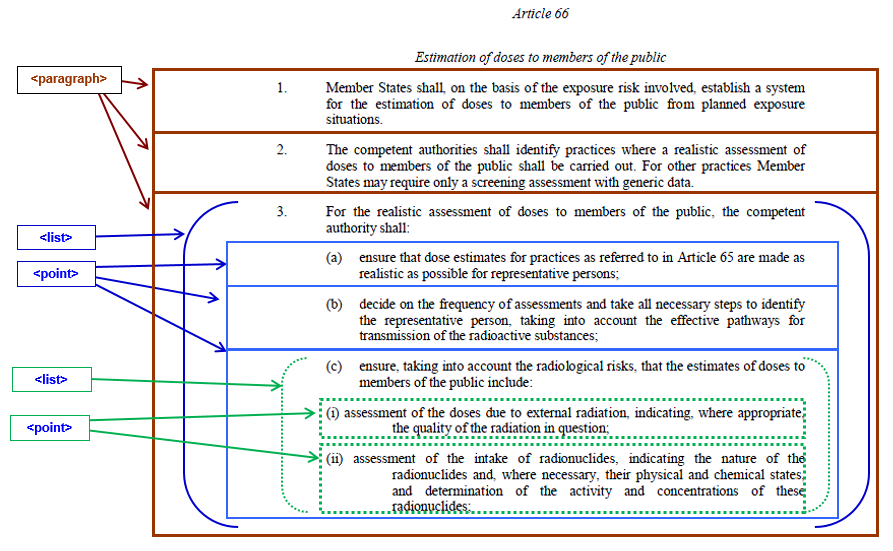 Article 66
Estimation of doses to members of the public
<paragraph>
1. Member States shall, on the basis of the exposure risk involved, establish a system
for the estimation of doses to members of the public from planned exposure
situations.
2. The competent authorities shall identify practices where a realistic assessment of
doses to members of the public shall be carried out. For other practices Member
States may require only a screening assessment with generic data.
3. For the realistic assessment of doses to members of the public, the competent
authority shall:
<list>
<point>
(a) ensure that dose estimates for practices as referred to in Article 65 are made as
realistic as possible for representative persons;
(b) decide on the frequency of assessments and take all necessary steps to identify
the representative person, taking into account the effective pathways for
transmission of the radioactive substances;
(c) ensure, taking into account the radiological risks, that the estimates of doses to
members of the public include:
<list>
<point>
(i) assessment of the doses due to external radiation, indicating, where appropriate,
the quality of the radiation in question;
(ii) assessment of the intake of radionuclides, indicating the nature of the
radionuclides and, where necessary, their physical and chemical states,
and determination of the activity and concentrations of these
radionuclides;